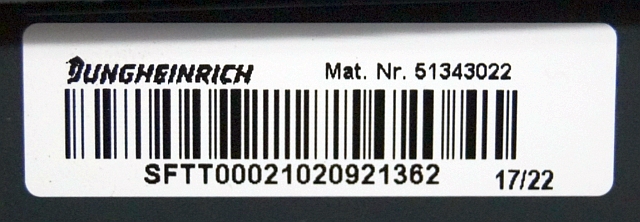 JUNGHEINRICH Mat. Nr. 51343022
SFTT00021020921362
17/22